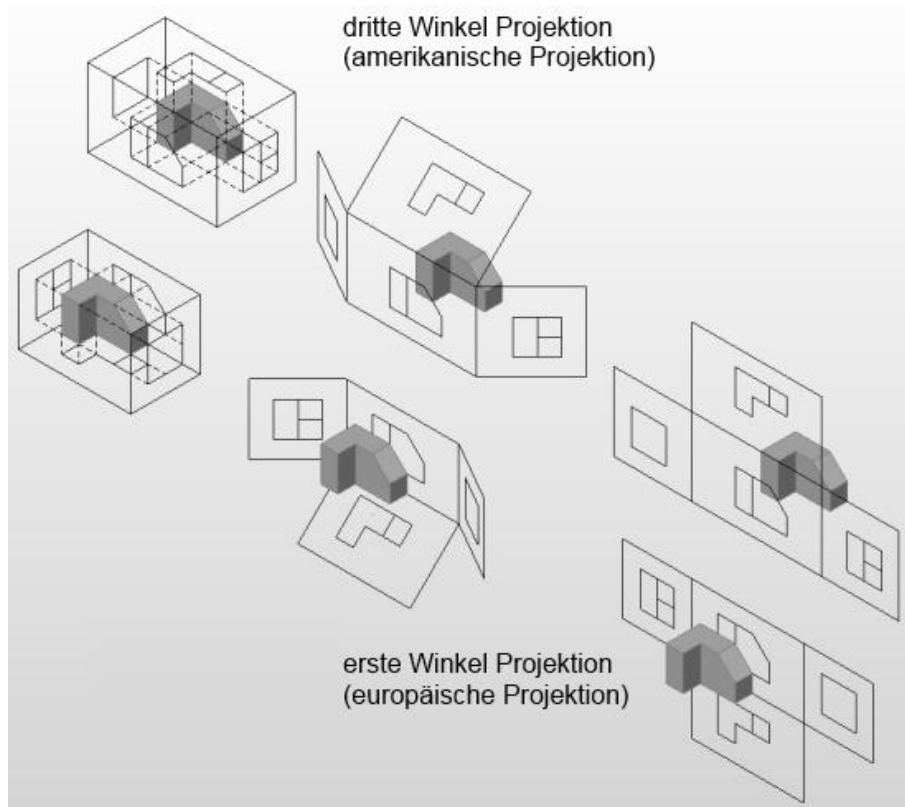 dritte Winkel Projektion
(amerikanische Projektion)
erste Winkel Projektion
(europäische Projektion)